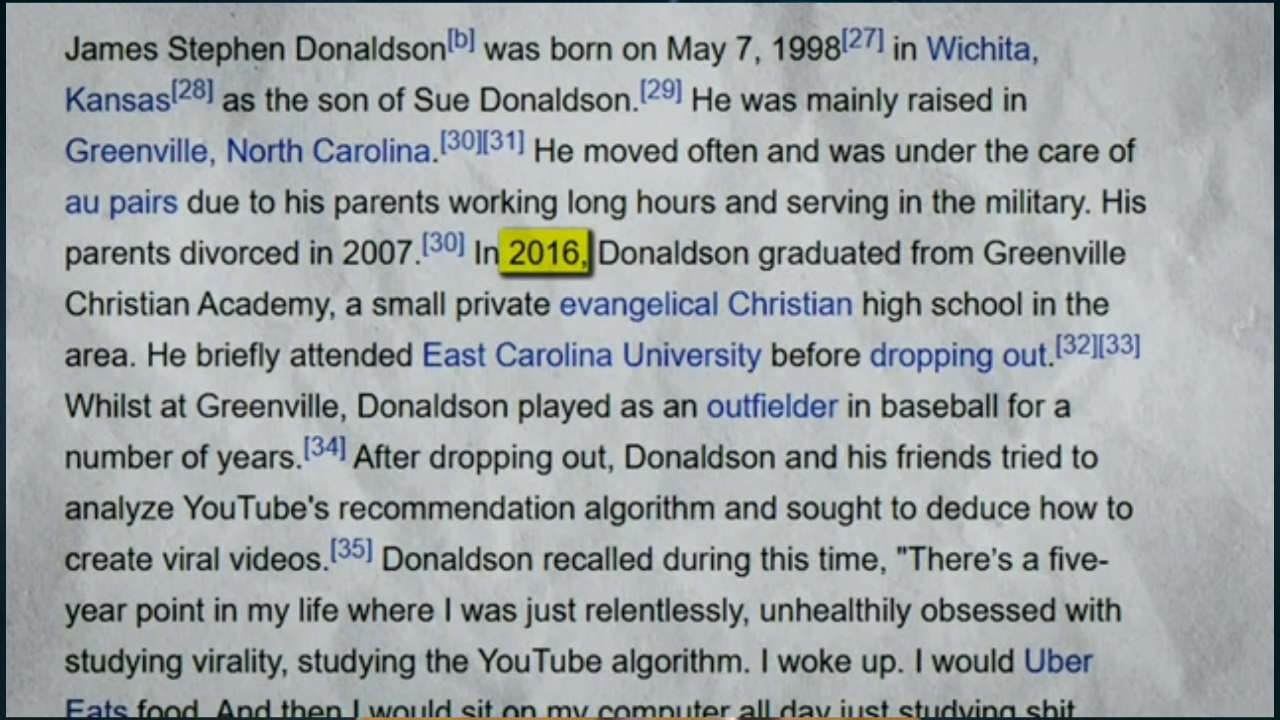 James Stephen Donaldson[b] was born on May 7, 1998[27] in Wichita,
Kansas[28] as the son of Sue Donaldson.[29] He was mainly raised in
Greenville, North Carolina.[30][31] He moved often and was under the care of
au pairs due to his parents working long hours and serving in the military. His
parents divorced in 2007.[30] In 2016, Donaldson graduated from Greenville
Christian Academy, a small private evangelical Christian high school in the
area. He briefly attended East Carolina University before dropping out.[32][33]
Whilst at Greenville, Donaldson played as an outfielder in baseball for a
number of years.[34] After dropping out, Donaldson and his friends tried to
analyze YouTube's recommendation algorithm and sought to deduce how to
create viral videos.[35] Donaldson recalled during this time, "There's a five-
year point in my life where I was just relentlessly, unhealthily obsessed with
studying virality, studying the YouTube algorithm. I woke up. I would Uber
Eats food. And then I would sit on my computer all day just studying shit